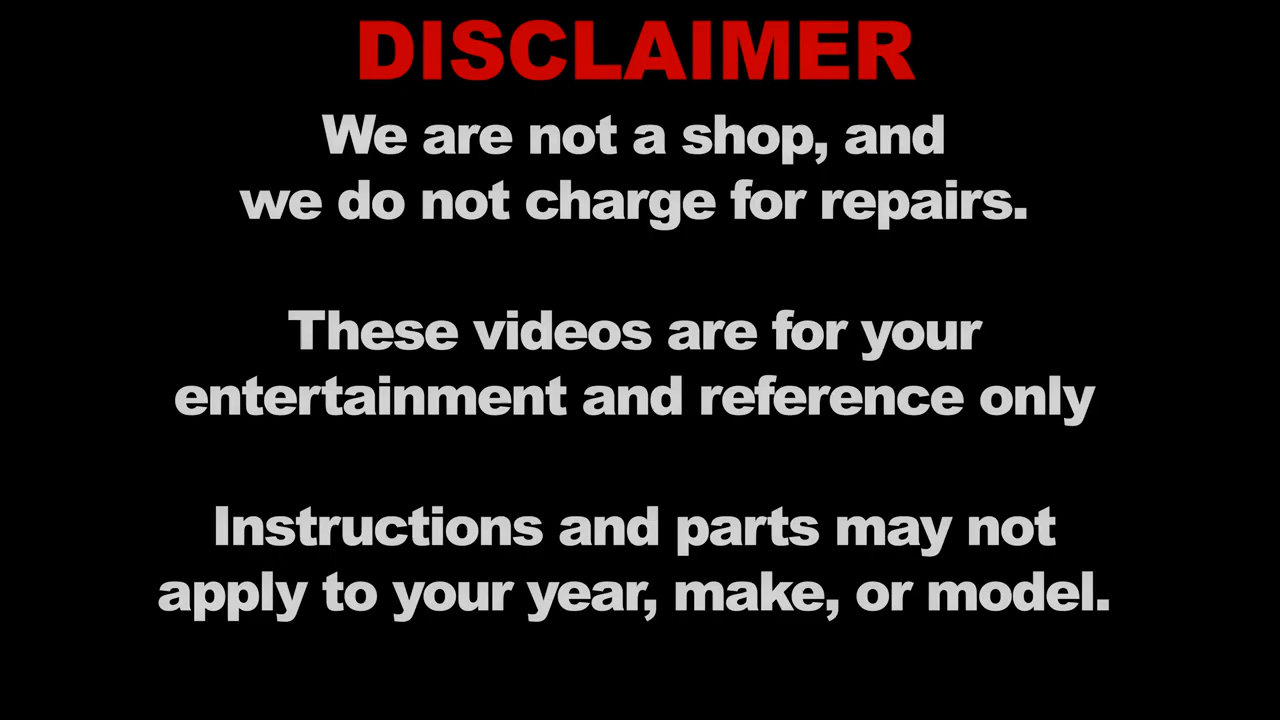 DISCLAIMER
We are not a shop, and
we do not charge for repairs.
These videos are for your
entertainment and reference only
Instructions and parts may not
apply to your year, make, or model.